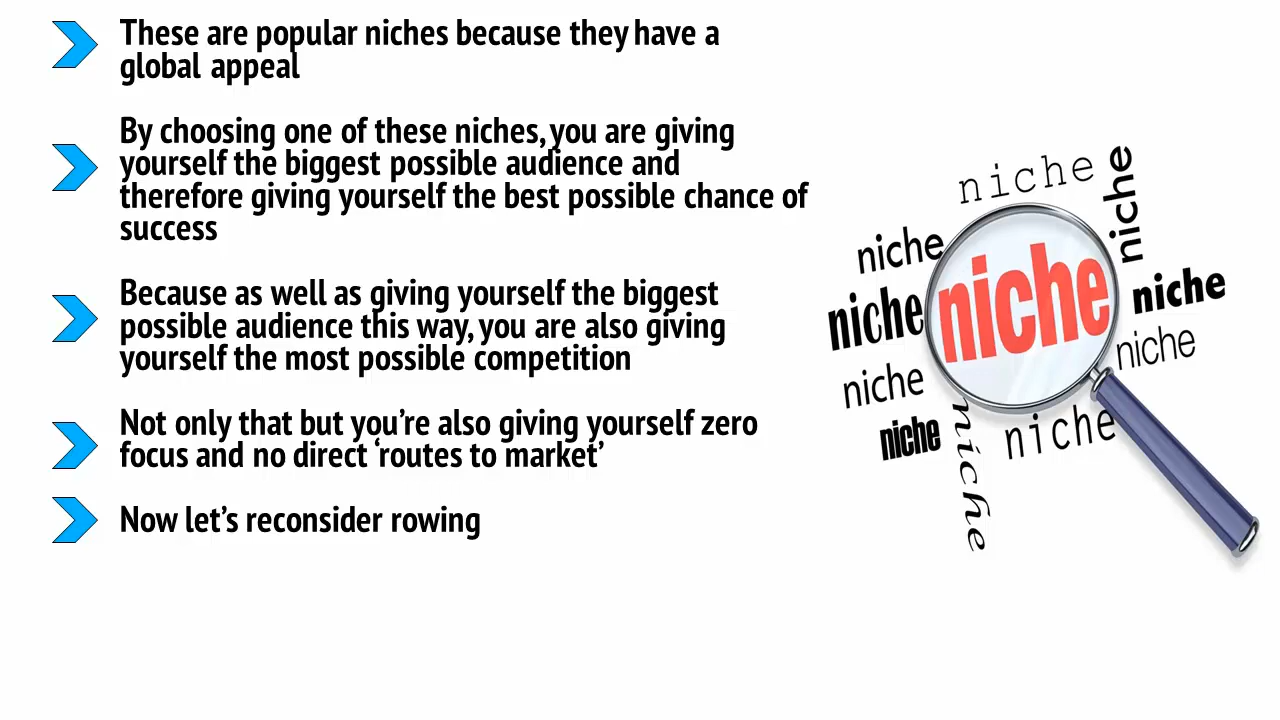 These are popular niches because they have a
global appeal
By choosing one of these niches, you are giving
yourself the biggest possible audience and
therefore giving yourself the best possible chance of
success
Because as well as giving yourself the biggest
possible audience this way, you are also giving
yourself the most possible competition
Not only that but you’re also giving yourself zero
focus and no direct ‘routes to market’
Now let’s reconsider rowing
niche
niche
niche
niche
niche
niche
niche
niche
niche
niche
niche
niche